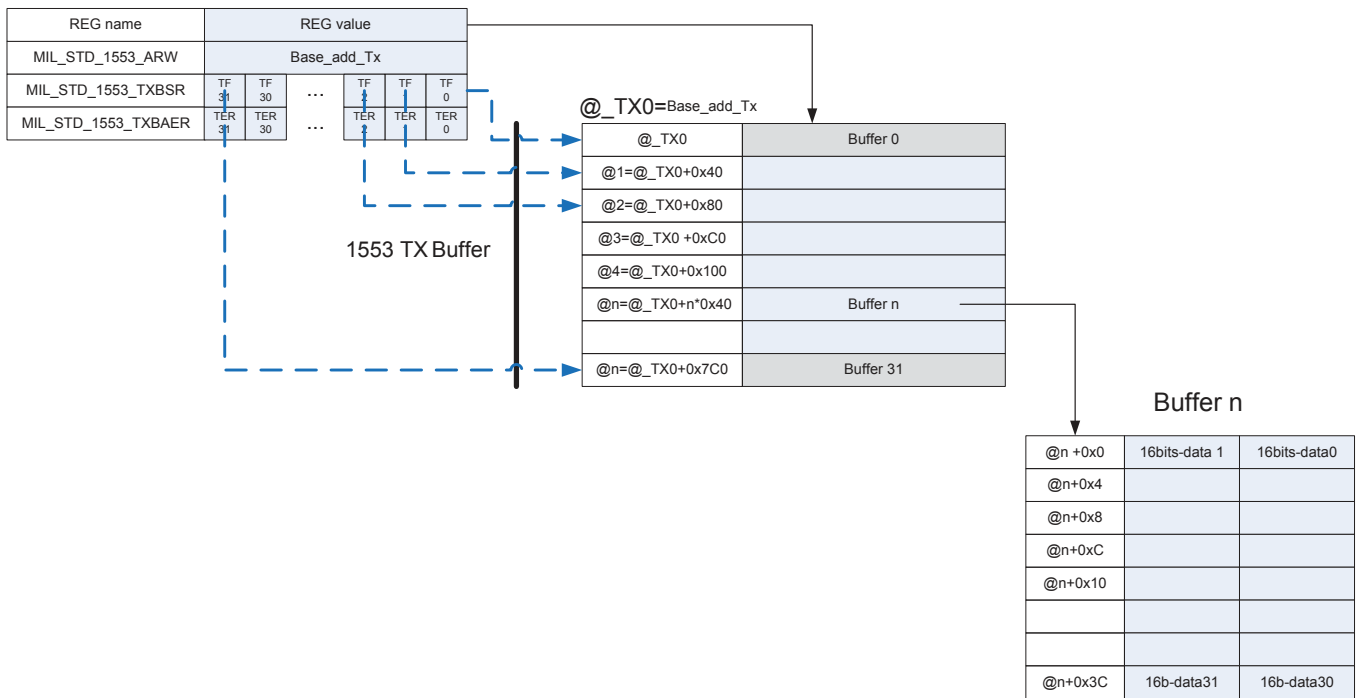 REG name REG value
MIL_STD_1553_ARW Base_add_Tx
MIL_STD_1553_TXBSR TF 31 TF 30 ... TF 2 TF TF 0
MIL_STD_1553_TXBAER TER 31 TER 30 ... TER 2 TER 1 TER 0
@_TX0=Base_add_Tx
@_TX0 Buffer 0
@1=@_TX0+0x40
@2=@_TX0+0x80
@3=@_TX0 +0xC0
1553 TX Buffer
@4=@_TX0+0x100
@n=@_TX0+n*0x40 Buffer n
@n=@_TX0+0x7C0 Buffer 31
Buffer n
@n +0x0 16bits-data 1 16bits-data0
@n+0x4
@n+0x8
@n+0xC
@n+0x10
@n+0x3C 16b-data31 16b-data30